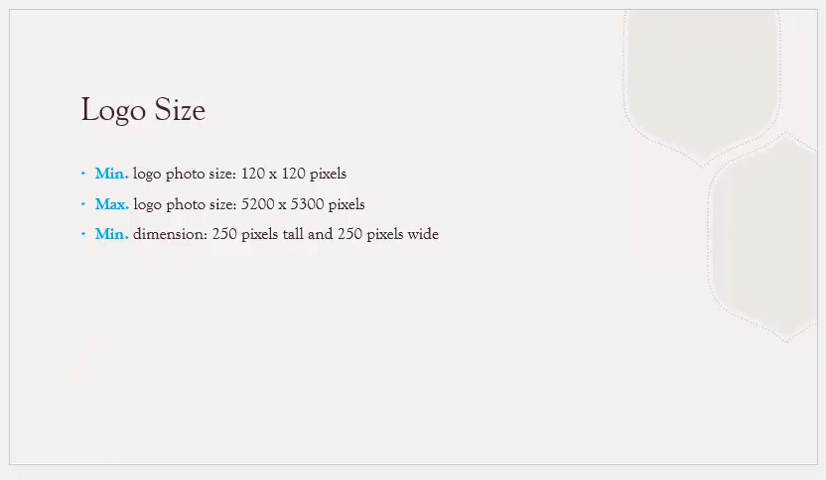 Logo Size
• Min. logo photo size: 120 x 120 pixels
• Max. logo photo size: 5200 x 5300 pixels
• Min. dimension: 250 pixels tall and 250 pixels wide